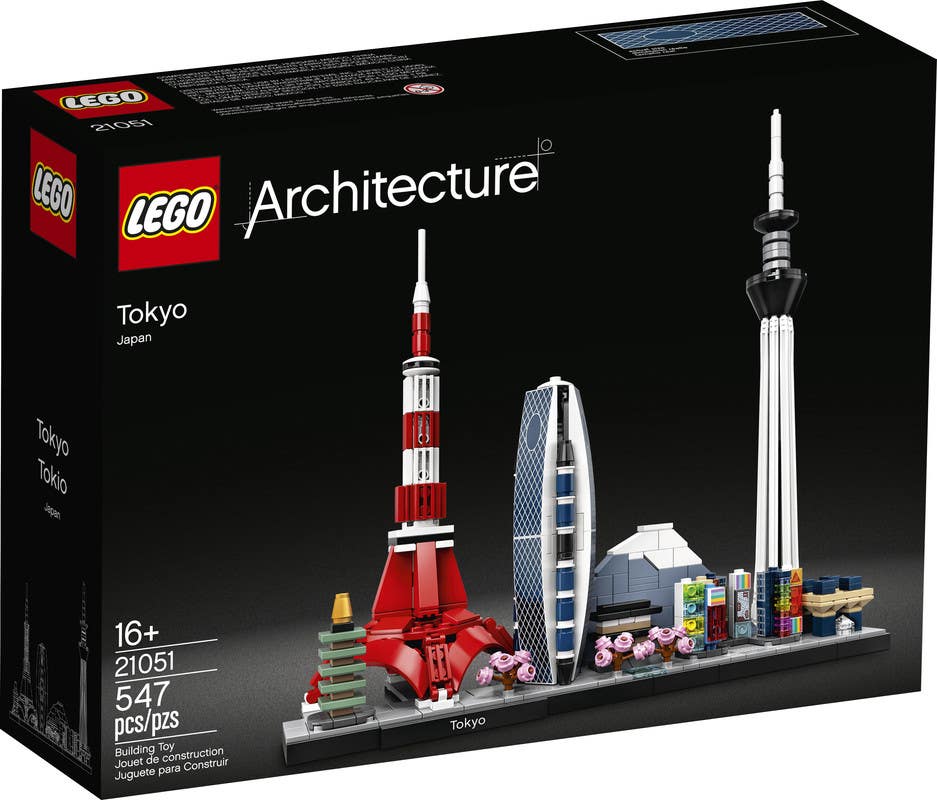 LEGO
21051
LEGO
LEGO
Architecture
Tokyo
Japan
Tokyo
Tokio
Japan
16+
21051
547
pcs/pzs
Building Toy
Jouet de construction
Juguete para Construir
Tokyo